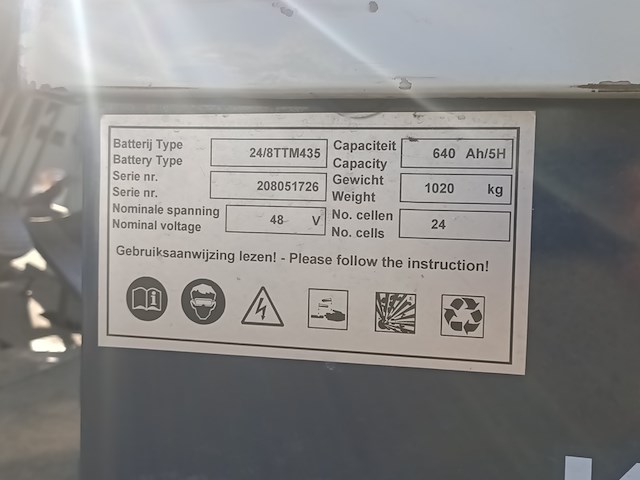 Batterij Type
Battery Type
24/8TTM435
Capaciteit
Capacity
640 Ah/5H
Serie nr.
Serie nr.
208051726
Gewicht
Weight
1020 kg
Nominale spanning
Nominal voltage
48 V
No. cellen
No. cells
24
Gebruiksaanwijzing lezen! - Please follow the instruction!